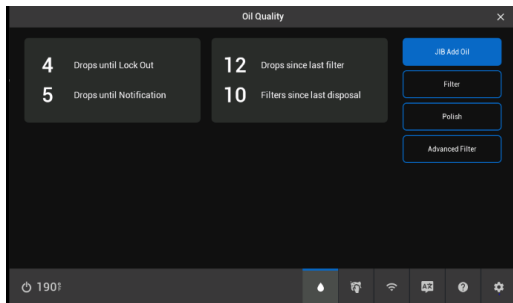 Oil Quality
4 Drops until Lock Out
5 Drops until Notification
12 Drops since last filter
10 Filters since last disposal
JIB Add Oil
Filter
Polish
Advanced Filter
190